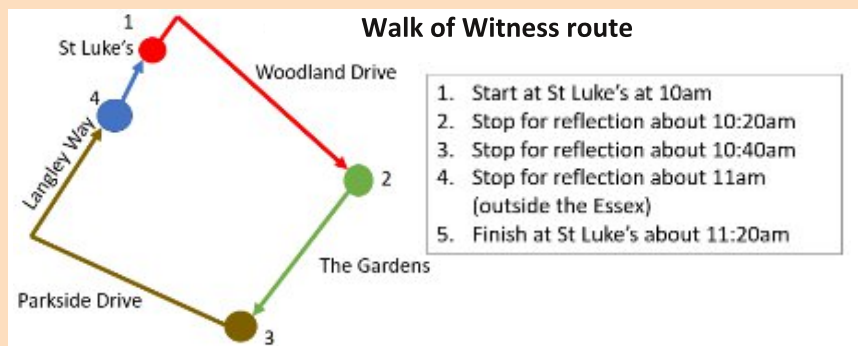 Walk of Witness route
1
St Luke's
Woodland Drive
4
Langley Way
2
The Gardens
Parkside Drive
3
1. Start at St Luke's at 10am
2. Stop for reflection about 10:20am
3. Stop for reflection about 10:40am
4. Stop for reflection about 11am
(outside the Essex)
5. Finish at St Luke's about 11:20am